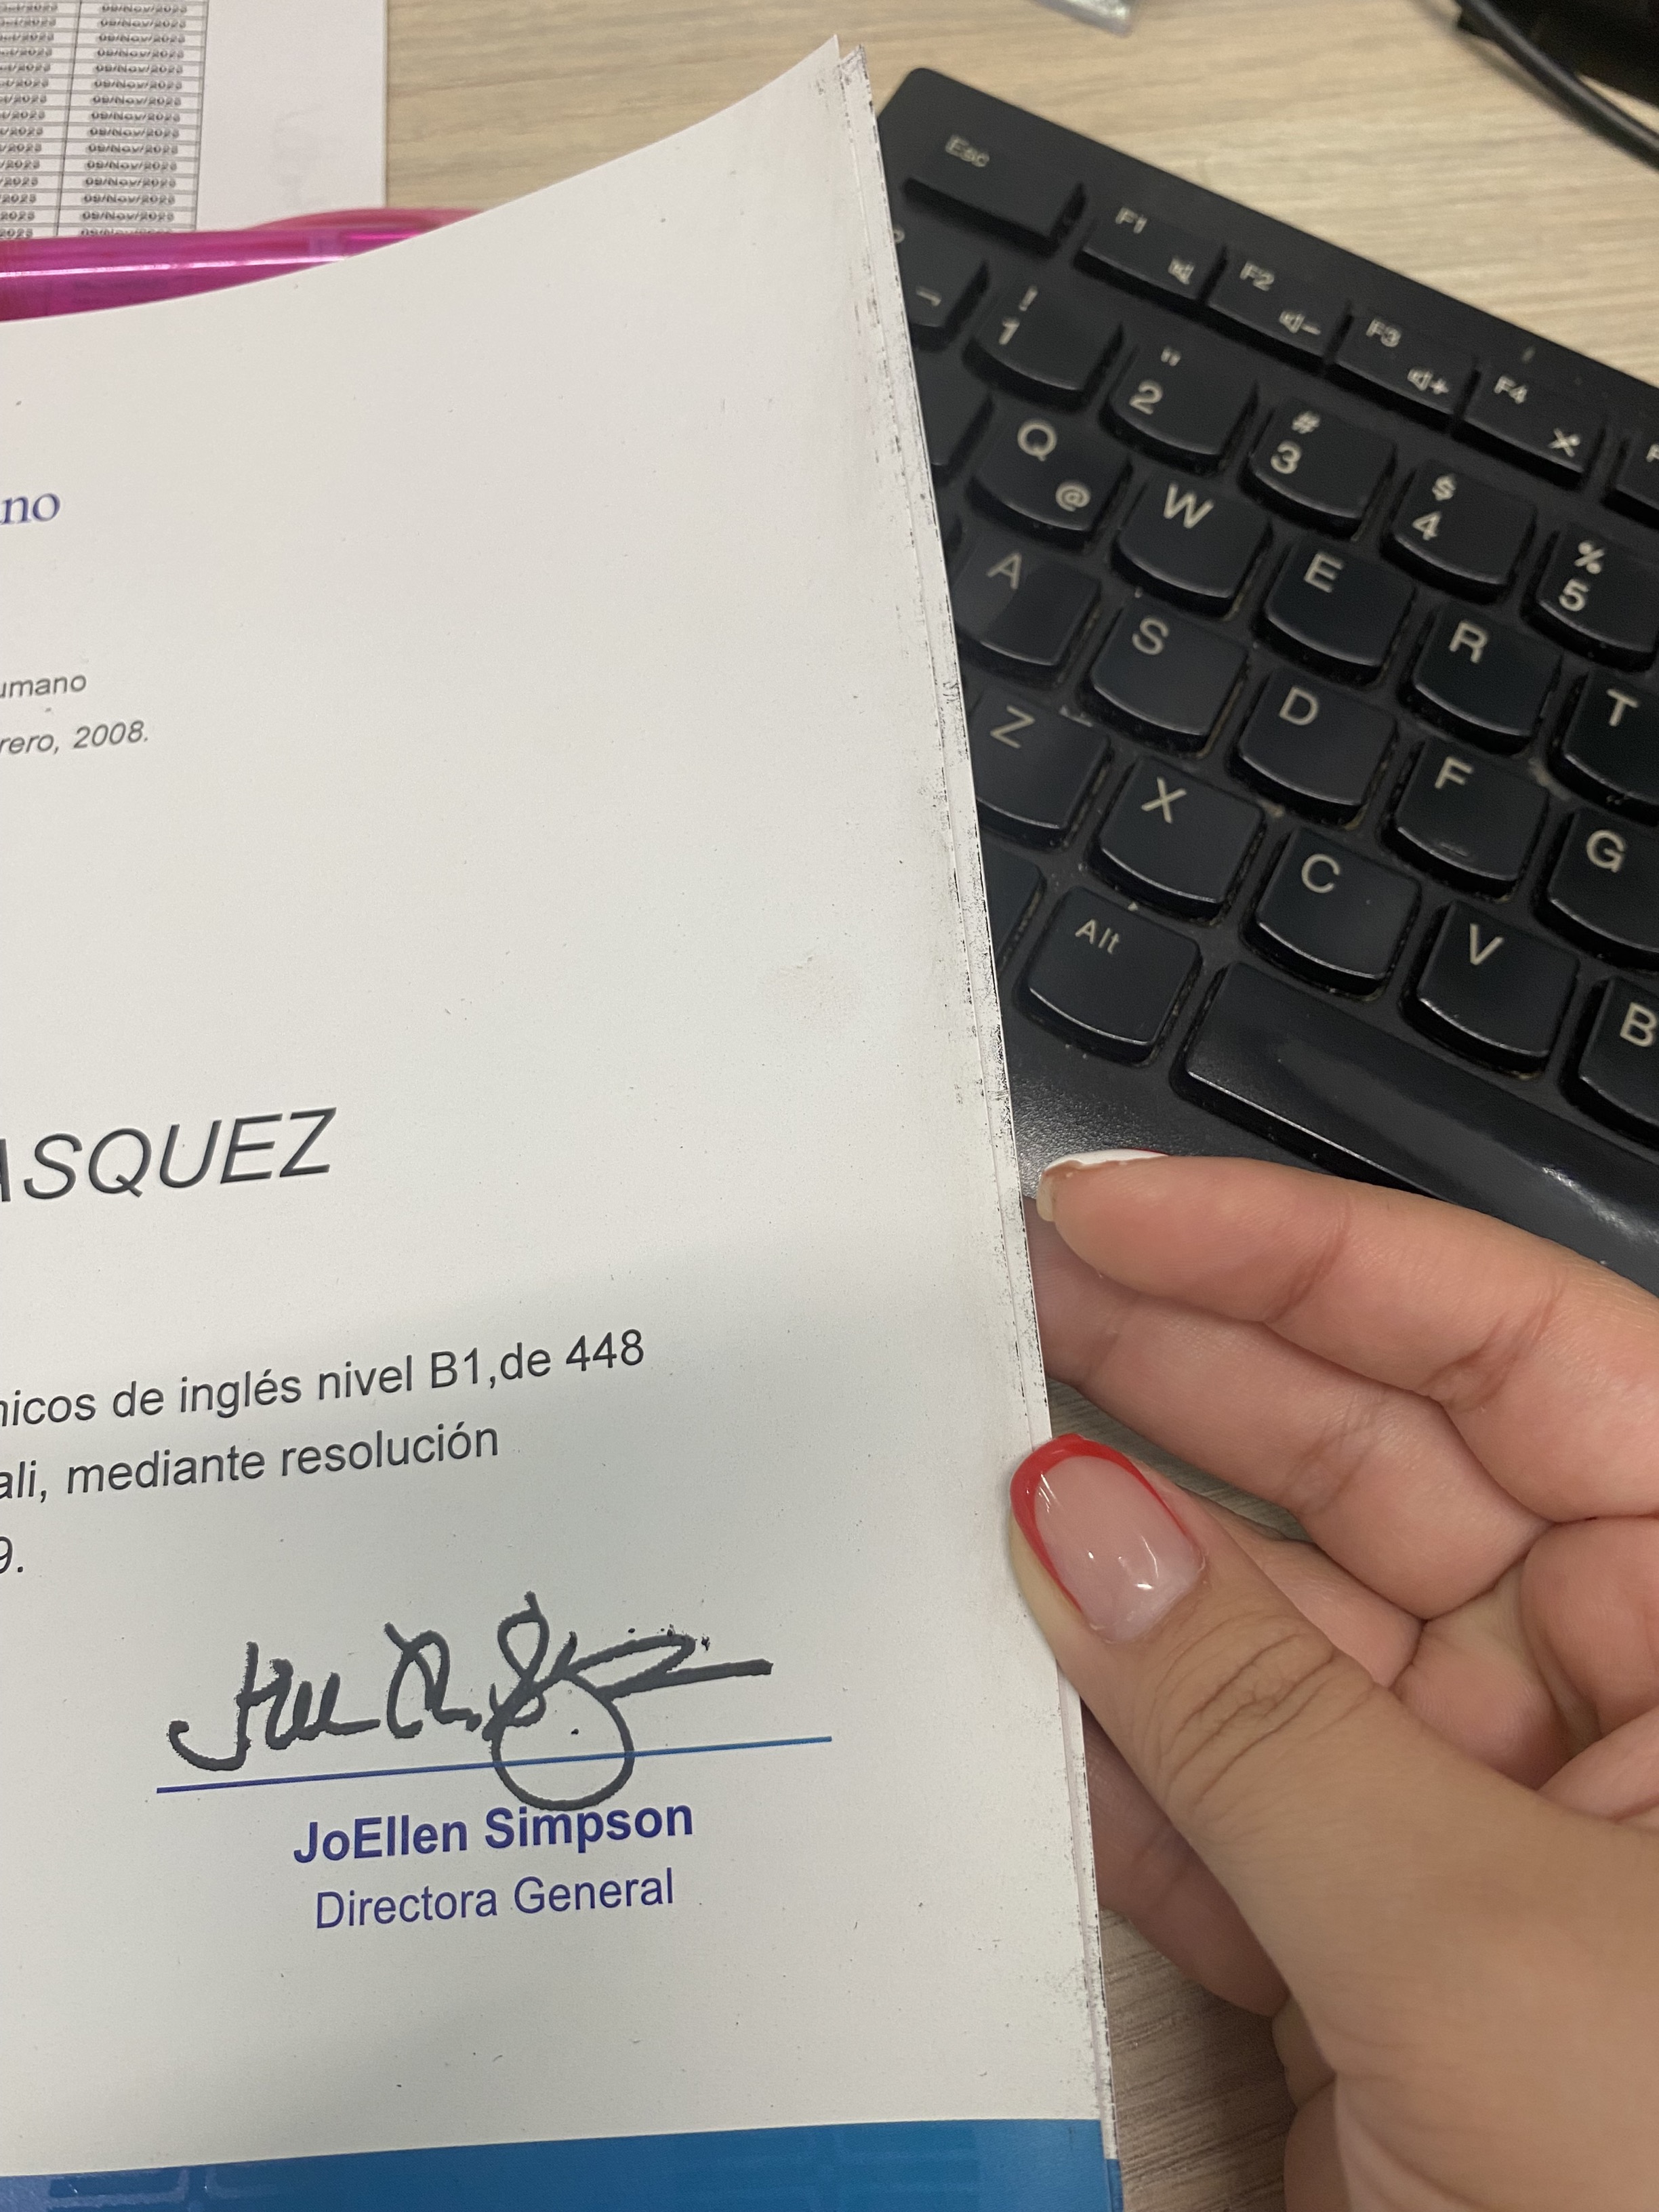 09/Nov/2023
09/Nov/2023
09/Nov/2023
09/Nov/2023
09/Nov/2023
09/Nov/2023
09/Nov/2023
09/Nov/2023
09/Nov/2023
09/Nov/2023
09/Nov/2023
09/Nov/2023
09/Nov/2023
no
umano
rero, 2008.
ASQUEZ
nicos de inglés nivel B1,de 448
ali, mediante resolución
9.
JoEllen Simpson
Directora General
Esc
F1 F2 F3 F4
! 1 " 2 # 3 $ 4 % 5
Q @ W E R T
A S D F G
Z X C V B
Alt